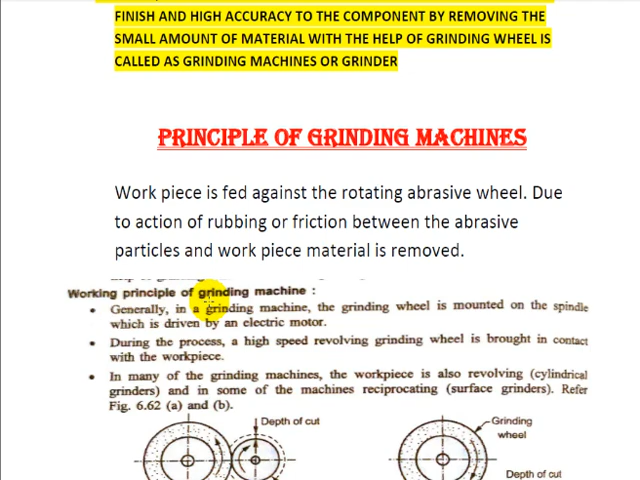 FINISH AND HIGH ACCURACY TO THE COMPONENT BY REMOVING THE
SMALL AMOUNT OF MATERIAL WITH THE HELP OF GRINDING WHEEL IS
CALLED AS GRINDING MACHINES OR GRINDER
PRINCIPLE OF GRINDING MACHINES
Work piece is fed against the rotating abrasive wheel. Due
to action of rubbing or friction between the abrasive
particles and work piece material is removed.
Working principle of grinding machine :
• Generally, in a grinding machine, the grinding wheel is mounted on the spindle
which is driven by an electric motor.
• During the process, a high speed revolving grinding wheel is brought in contact
with the workpiece.
• In many of the grinding machines, the workpiece is also revolving (cylindrical
grinders) and in some of the machines reciprocating (surface grinders). Refer
Fig. 6.62 (a) and (b).
Depth of cut
Grinding
wheel
Depth of cut